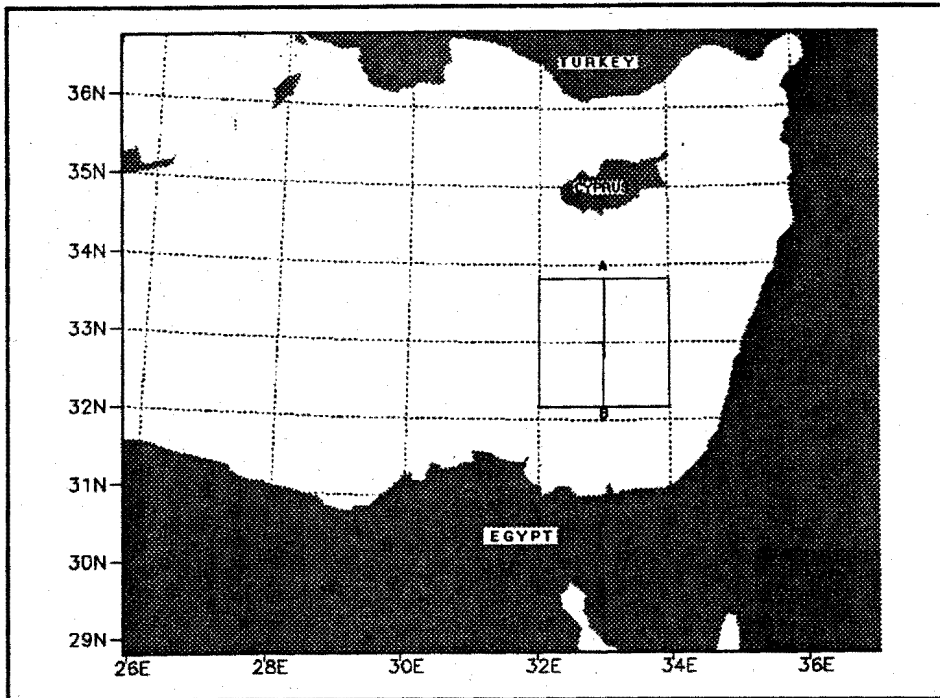 TURKEY
36N
35N
CYPRUS
34N
A
33N
32N
B
31N
EGYPT
30N
29N
26E 28E 30E 32E 34E 36E